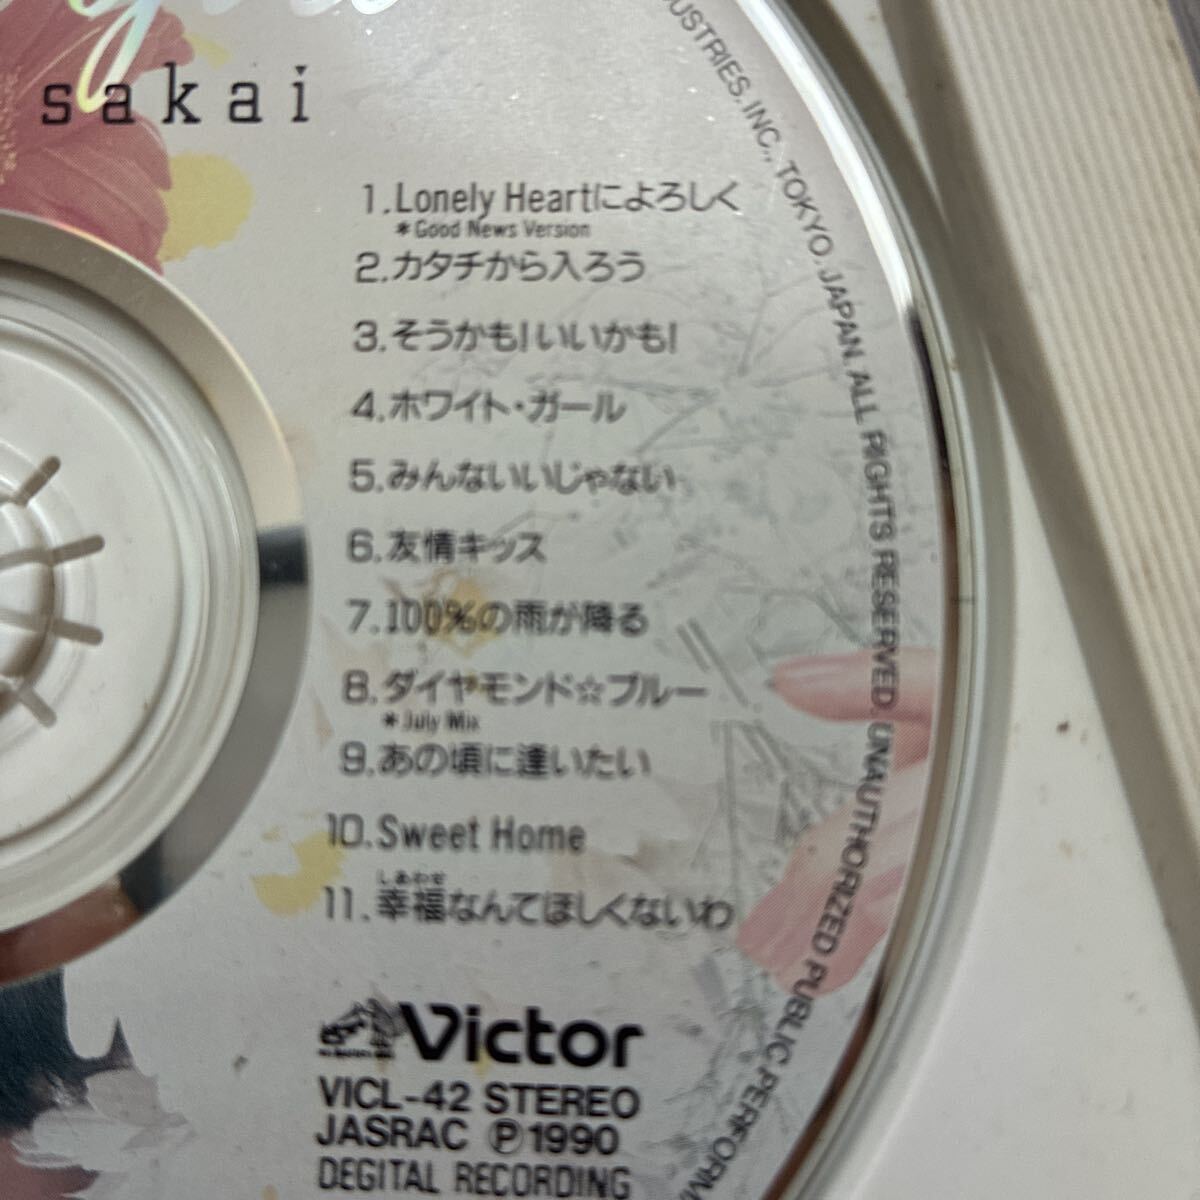 sakai
1.Lonely Heartによろしく
*Good News Version
2.カタチから入ろう
3.そうかも!いいかも!
4.ホワイト・ガール
5.みんないいじゃない
6.友情キッス
7.100%の雨が降る
8.ダイヤモンド☆ブルー
*July Mix
9.あの頃に逢いたい
10.Sweet Home
しあわせ
11.幸福なんてほしくないわ
Victor
VICL-42 STEREO
JASRAC Ⓟ1990
DEGITAL RECORDING
INC., TOKYO, JAPAN. ALL RIGHTS RESERVED. UNAUTHORIZED PUBLIC